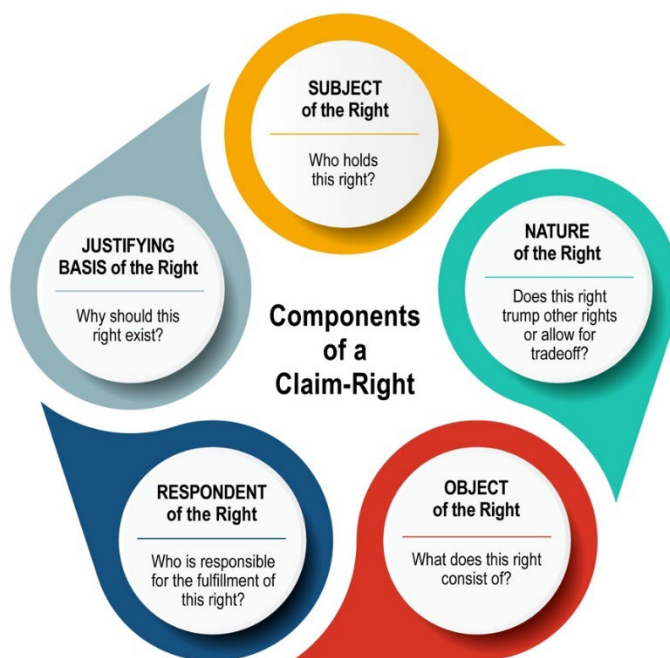 SUBJECT
of the Right
Who holds
this right?
NATURE
of the Right
Does this right
trump other rights
or allow for
tradeoff?
OBJECT
of the Right
What does this right
consist of?
RESPONDENT
of the Right
Who is responsible
for the fulfillment of
this right?
JUSTIFYING
BASIS of the Right
Why should this
right exist?
Components
of a
Claim-Right